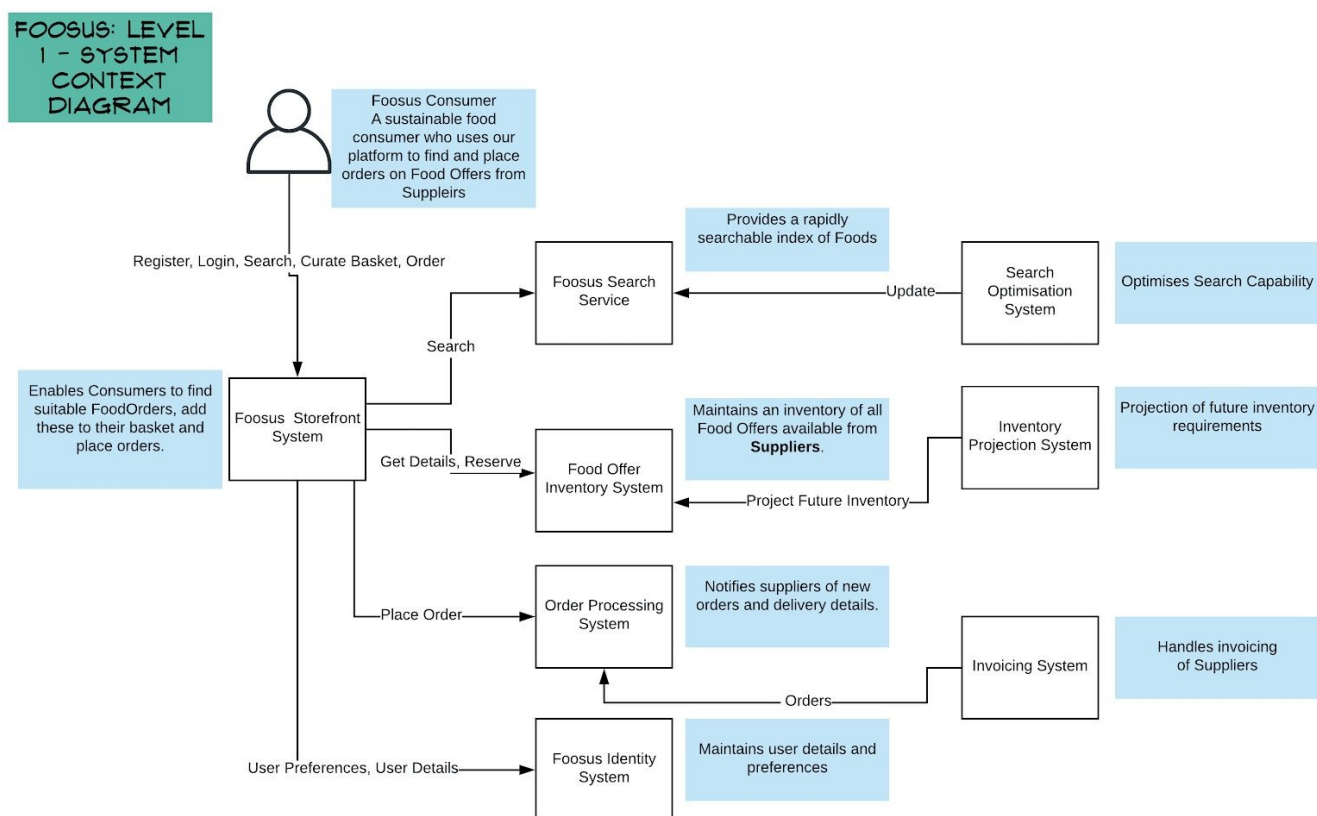 FOOSUS: LEVEL
1 - SYSTEM
CONTEXT
DIAGRAM
Foosus Consumer
A sustainable food
consumer who uses our
platform to find and place
orders on Food Offers from
Suppleirs
Register, Login, Search, Curate Basket, Order
Provides a rapidly
searchable index of Foods
Foosus Search
Service
Update
Search
Optimisation
System
Optimises Search Capability
Search
Enables Consumers to find
suitable FoodOrders, add
these to their basket and
place orders.
Foosus Storefront
System
Maintains an inventory of all
Food Offers available from
Suppliers.
Inventory
Projection System
Projection of future inventory
requirements
Get Details, Reserve
Food Offer
Inventory System
Project Future Inventory
Notifies suppliers of new
orders and delivery details.
Place Order
Order Processing
System
Invoicing System
Handles invoicing
of Suppliers
Orders
User Preferences, User Details
Foosus Identity
System
Maintains user details and
preferences